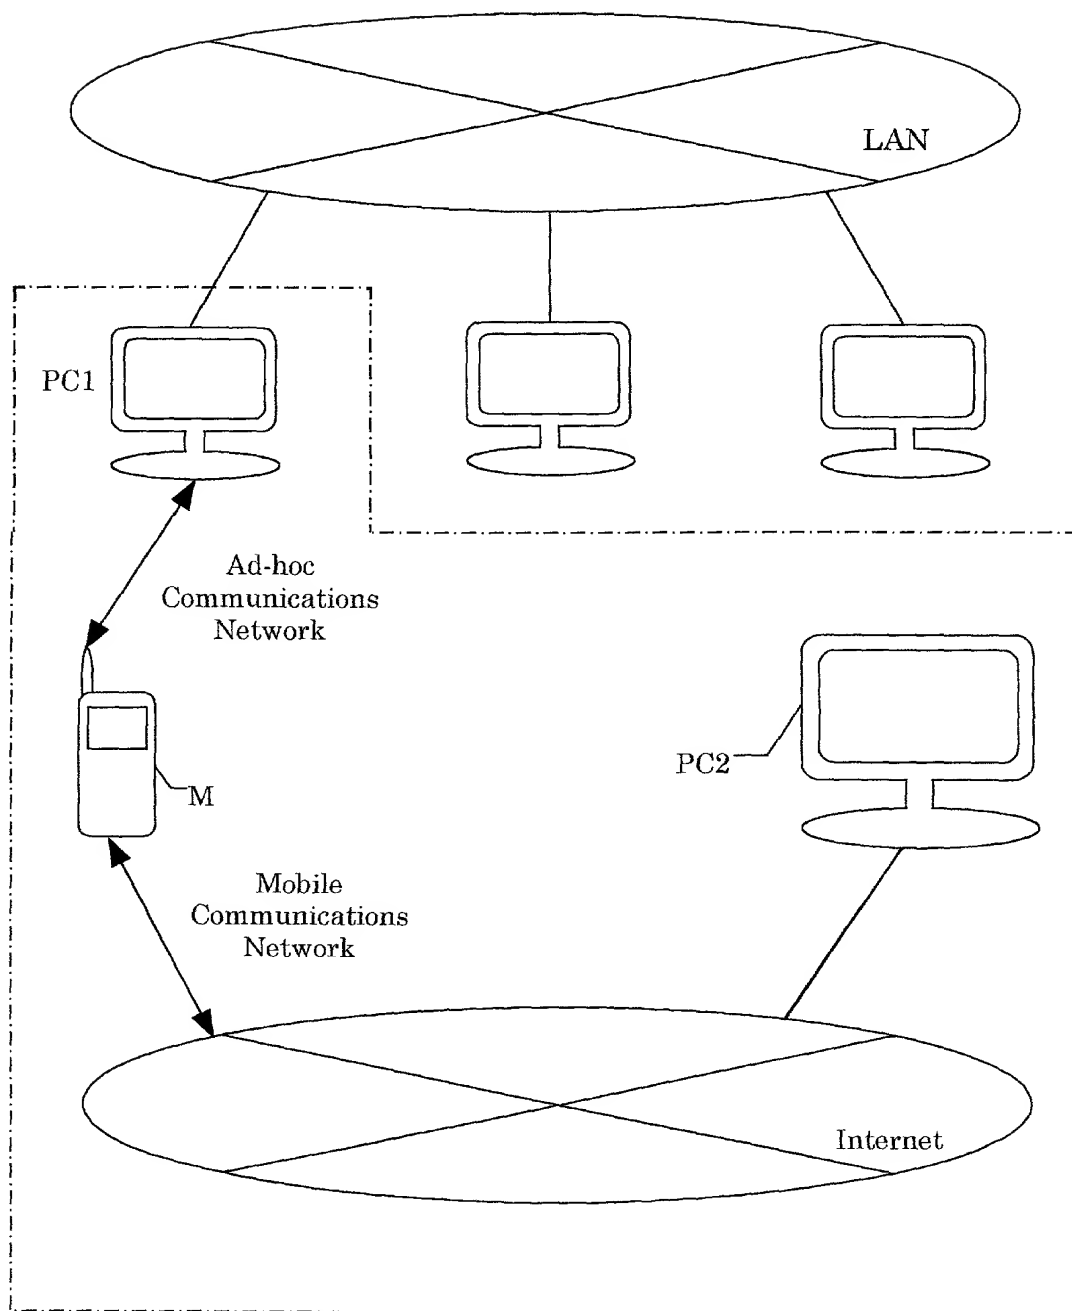 LAN
PC1
Ad-hoc
Communications
Network
PC2
M
Mobile
Communications
Network
Internet